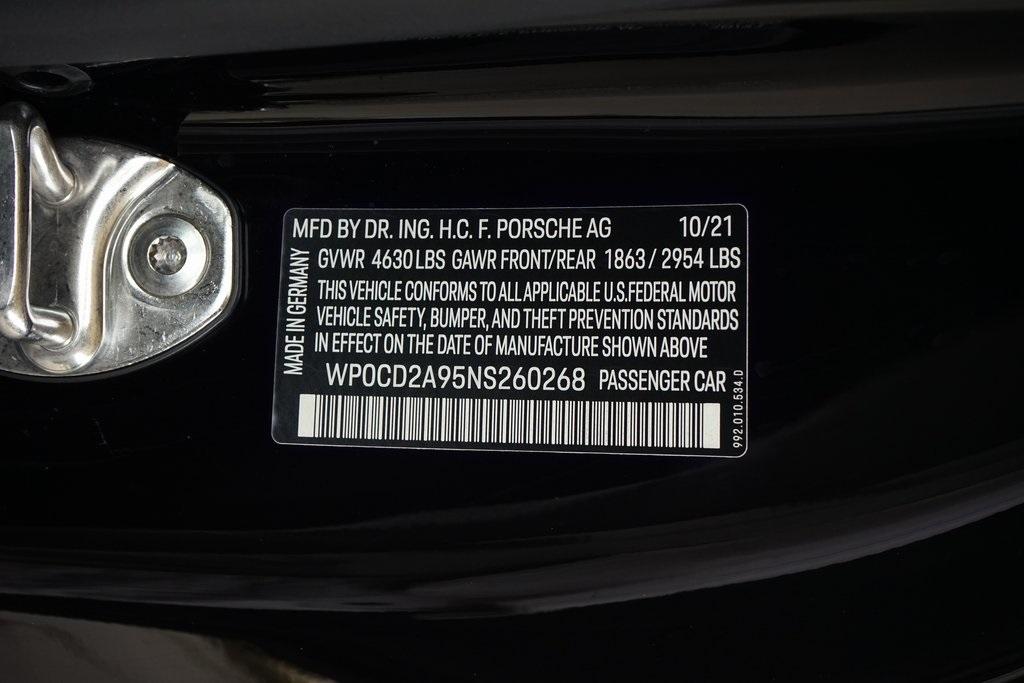 MFD BY DR. ING. H.C. F. PORSCHE AG 10/21
GVWR 4630 LBS GAWR FRONT/REAR 1863 / 2954 LBS
THIS VEHICLE CONFORMS TO ALL APPLICABLE U.S.FEDERAL MOTOR
VEHICLE SAFETY, BUMPER, AND THEFT PREVENTION STANDARDS
IN EFFECT ON THE DATE OF MANUFACTURE SHOWN ABOVE
WP0CD2A95NS260268 PASSENGER CAR
MADE IN GERMANY
992.010.534.D